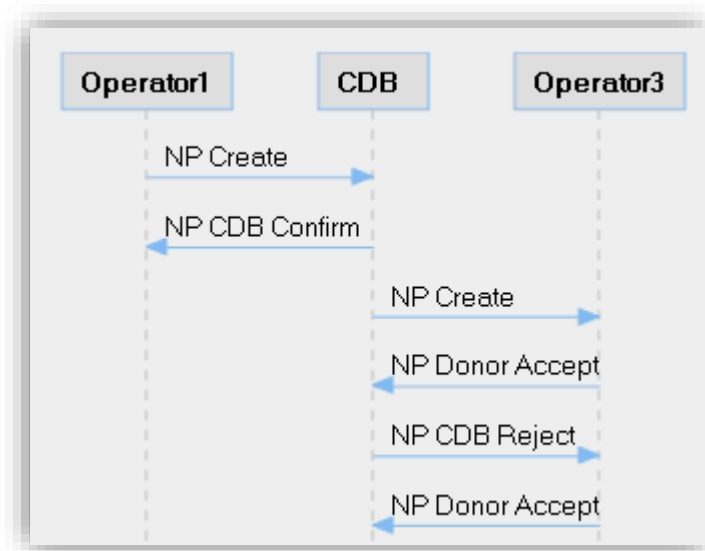 Operator1 CDB Operator3
NP Create
NP CDB Confirm
NP Create
NP Donor Accept
NP CDB Reject
NP Donor Accept